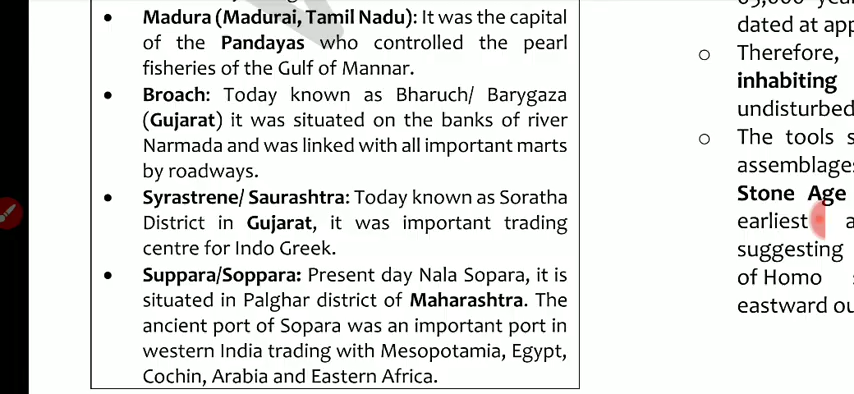 • Madura (Madurai, Tamil Nadu): It was the capital
of the Pandayas who controlled the pearl
fisheries of the Gulf of Mannar.
• Broach: Today known as Bharuch/ Barygaza
(Gujarat) it was situated on the banks of river
Narmada and was linked with all important marts
by roadways.
• Syrastrene/ Saurashtra: Today known as Soratha
District in Gujarat, it was important trading
centre for Indo Greek.
• Suppara/Soppara: Present day Nala Sopara, it is
situated in Palghar district of Maharashtra. The
ancient port of Sopara was an important port in
western India trading with Mesopotamia, Egypt,
Cochin, Arabia and Eastern Africa.
dated at app
o Therefore,
inhabiting
undisturbed
o The tools s
assemblage
Stone Age
earliest a
suggesting
of Homo
eastward ou